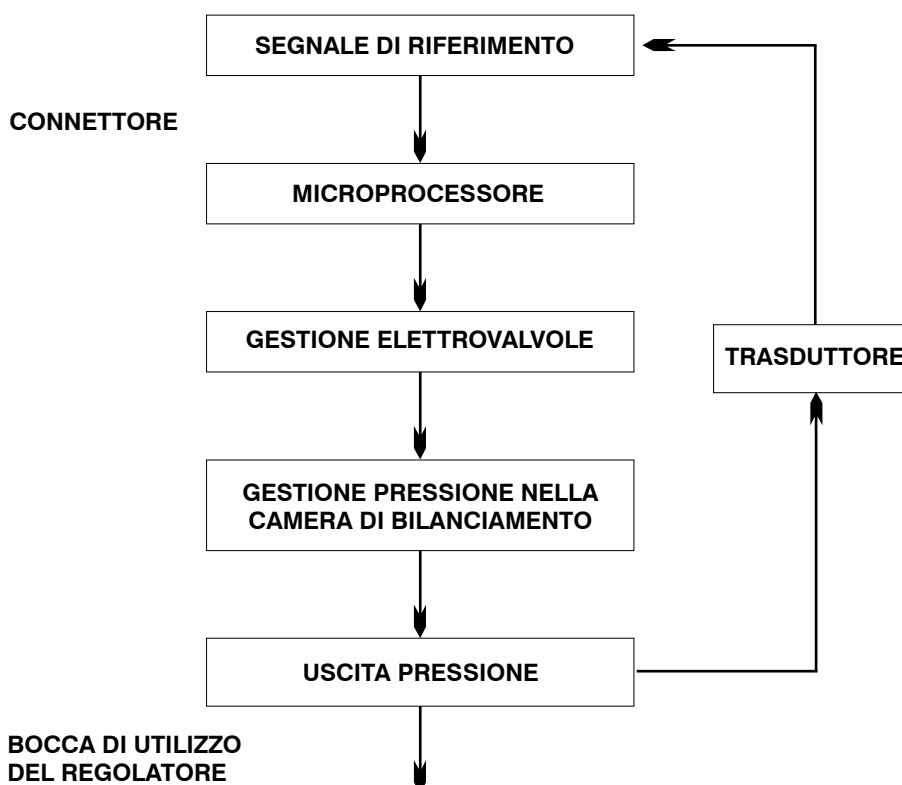 SEGNALE DI RIFERIMENTO
CONNETTORE
MICROPROCESSORE
GESTIONE ELETTROVALVOLE
TRASDUTTORE
GESTIONE PRESSIONE NELLA
CAMERA DI BILANCIAMENTO
USCITA PRESSIONE
BOCCA DI UTILIZZO
DEL REGOLATORE